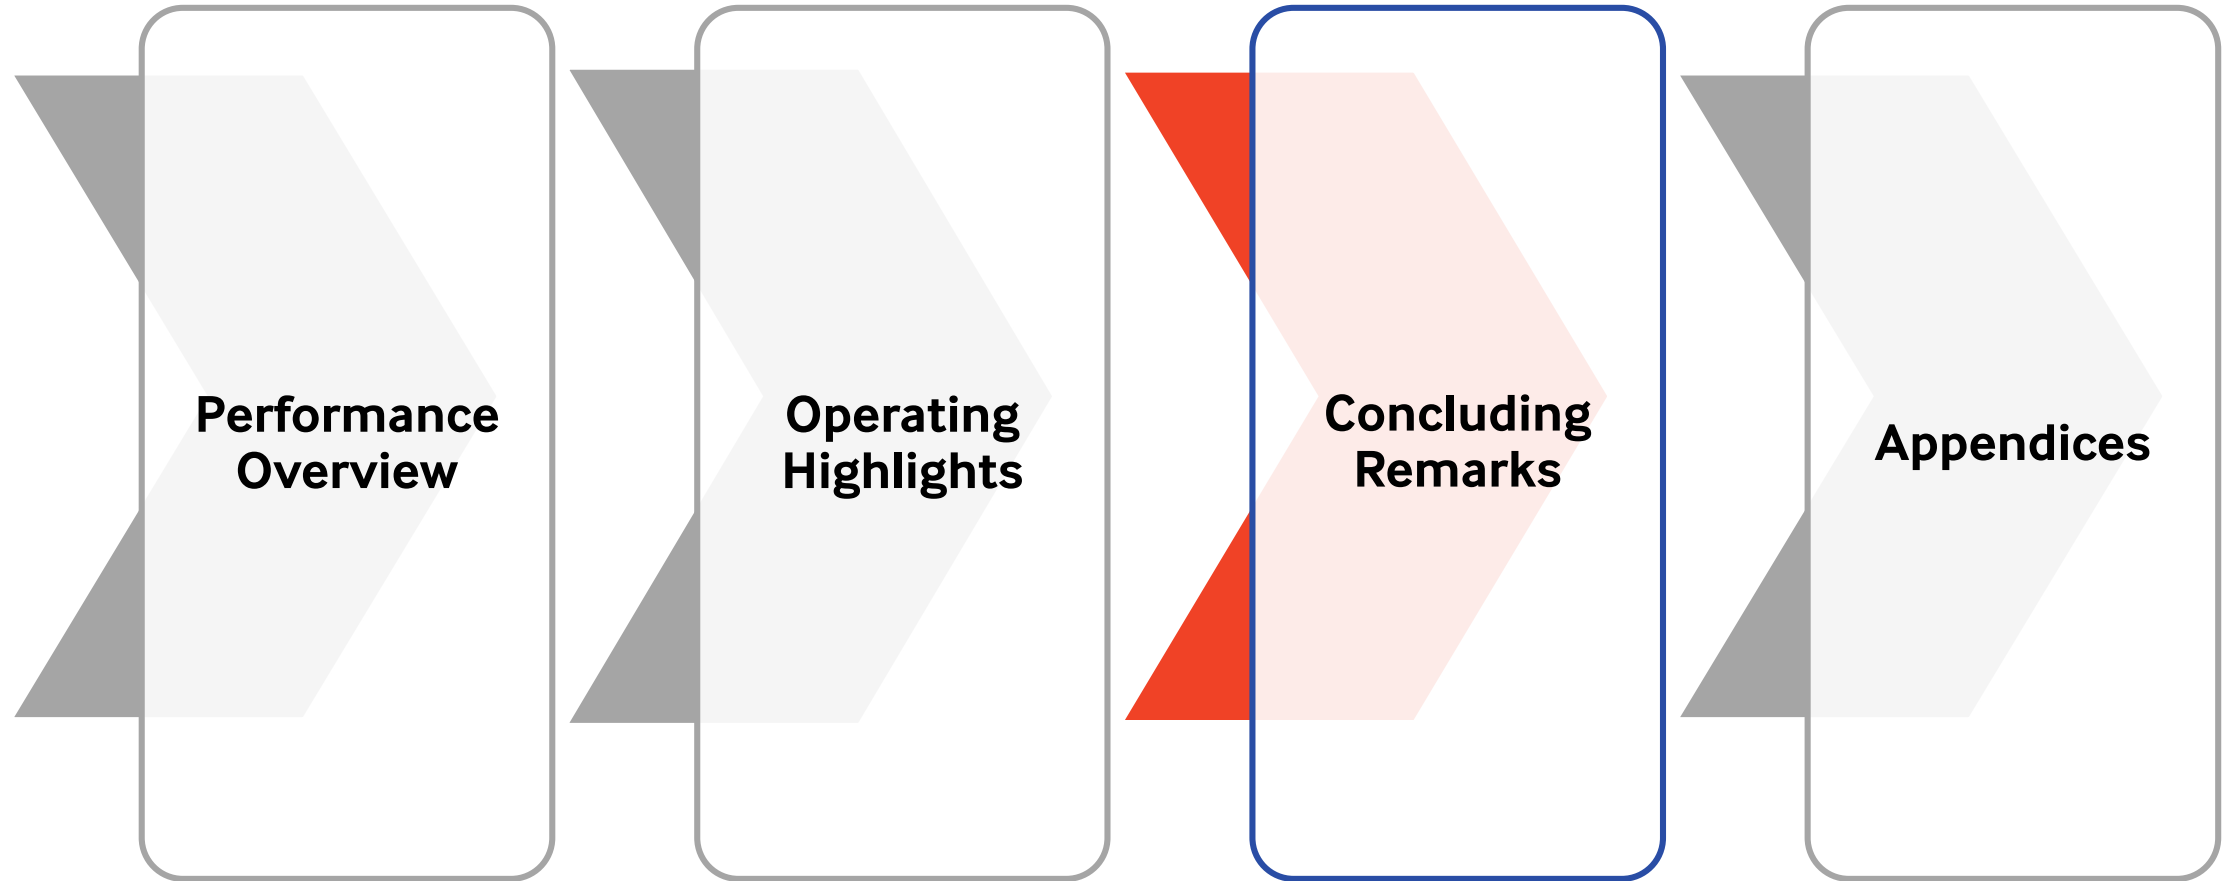 Performance
Overview
Operating
Highlights
Concluding
Remarks
Appendices